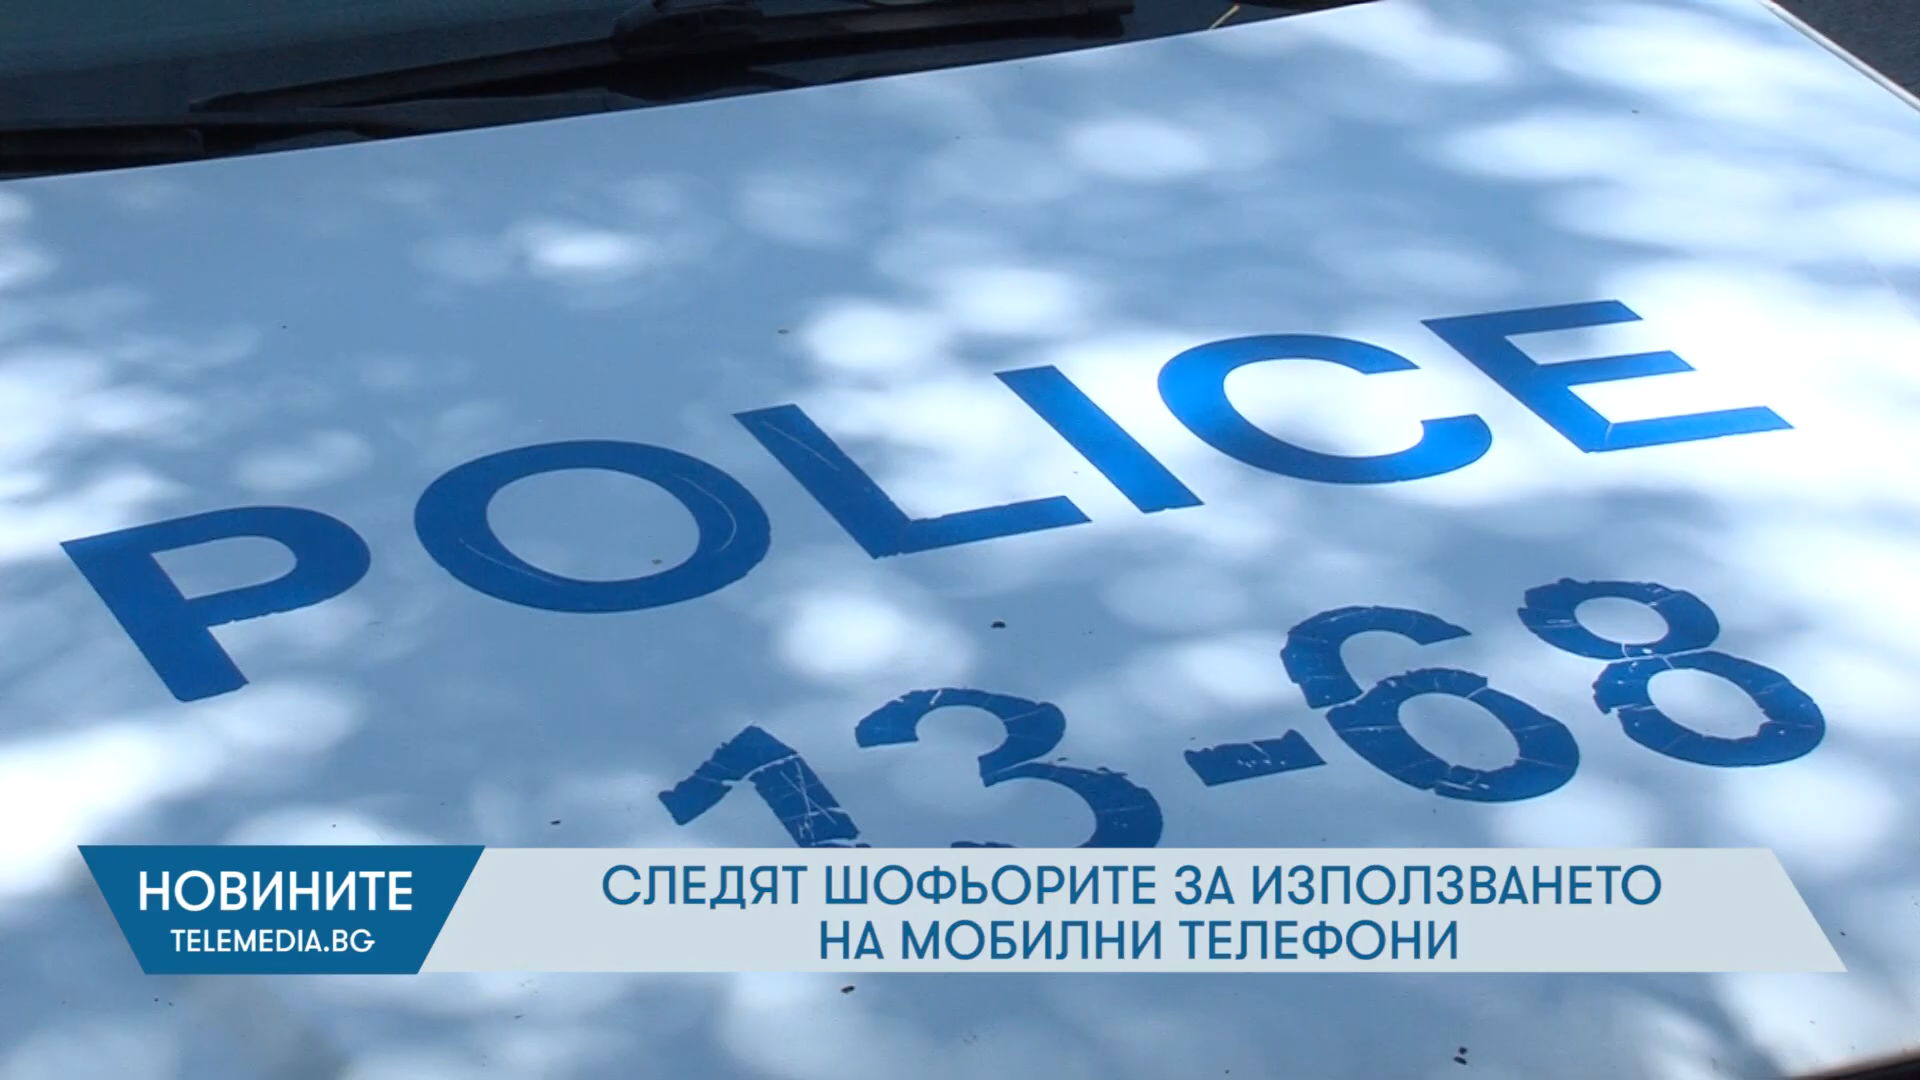 POLICE
13-68
НОВИНИТЕ
TELEMEDIA.BG
СЛЕДЯТ ШОФЬОРИТЕ ЗА ИЗПОЛЗВАНЕТО
НА МОБИЛНИ ТЕЛЕФОНИ